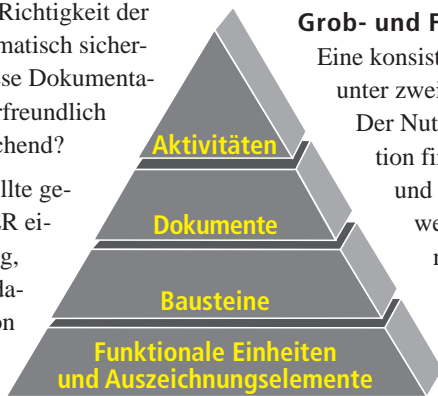 Richtigkeit der
matisch sicher-
se Dokumenta-
rfreundlich
chend?
llte ge-
R ei-
g,
da-
on
Aktivitäten
Dokumente
Bausteine
Funktionale Einheiten
und Auszeichnungselemente
Grob- und F
Eine konsist
unter zwei
Der Nut
tion fin
und
we